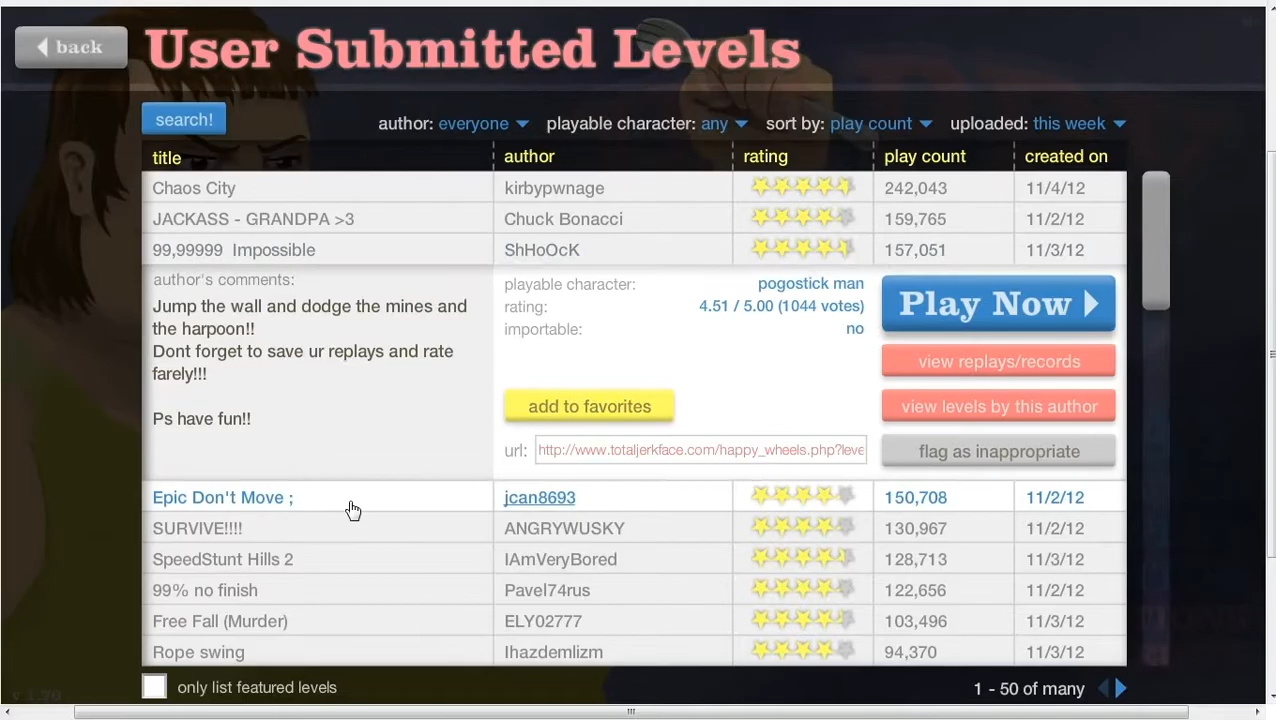 back
User Submitted Levels
search!
author: everyone playable character: any sort by: play count uploaded: this week
title author rating play count created on
Chaos City kirbypwnage 242,043 11/4/12
JACKASS - GRANDPA >3 Chuck Bonacci 159,765 11/2/12
99,99999 Impossible ShHoOcK 157,051 11/3/12
author's comments:
Jump the wall and dodge the mines and
the harpoon!!
Dont forget to save ur replays and rate
farely!!!
Ps have fun!!
playable character: pogostick man
rating: 4.51 / 5.00 (1044 votes)
importable: no
add to favorites
url: http://www.totaljerkface.com/happy_wheels.php?leve
Play Now
view replays/records
view levels by this author
flag as inappropriate
Epic Don't Move ; jcan8693 150,708 11/2/12
SURVIVE!!!! ANGRYWUSKY 130,967 11/2/12
SpeedStunt Hills 2 IAmVeryBored 128,713 11/3/12
99% no finish Pavel74rus 122,656 11/3/12
Free Fall (Murder) ELY02777 103,496 11/3/12
Rope swing Ihazdemlizm 94,370 11/3/12
only list featured levels
1 - 50 of many
v 1.70